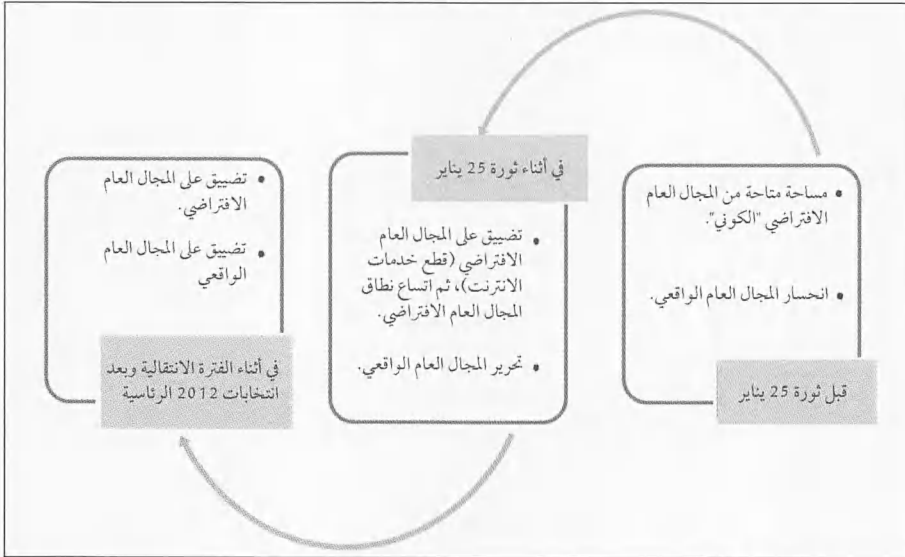 • مساحة متاحة من المجال العام
الافتراضي "الكوني".
• انحسار المجال العام الواقعي.
قبل ثورة 25 يناير
في أثناء ثورة 25 يناير
• تضييق على المجال العام
الافتراضي (قطع خدمات
الانترنت)، ثم اتساع نطاق
المجال العام الافتراضي.
• تحرير المجال العام الواقعي.
• تضييق على المجال العام
الافتراضي.
• تضييق على المجال العام
الواقعي
في أثناء الفترة الانتقالية وبعد
انتخابات 2012 الرئاسية